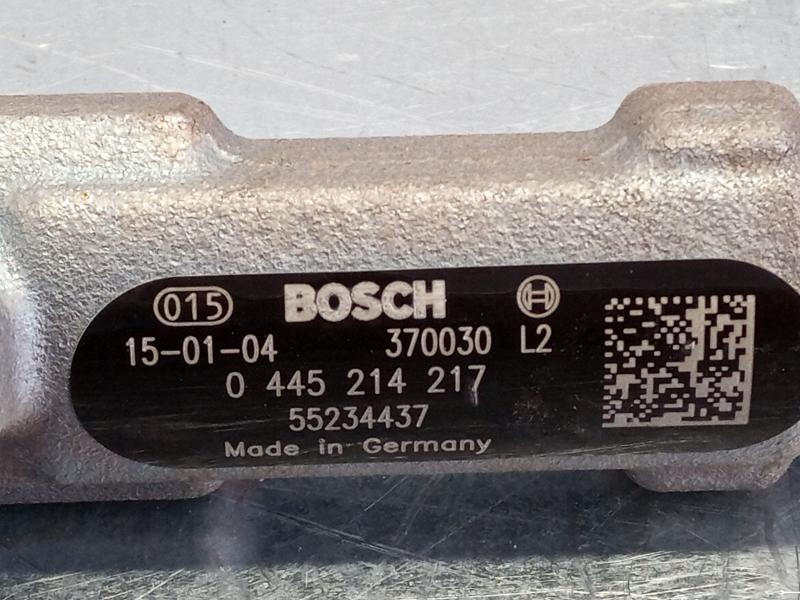 015 BOSCH
15-01-04 370030 L2
0 445 214 217
55234437
Made in Germany